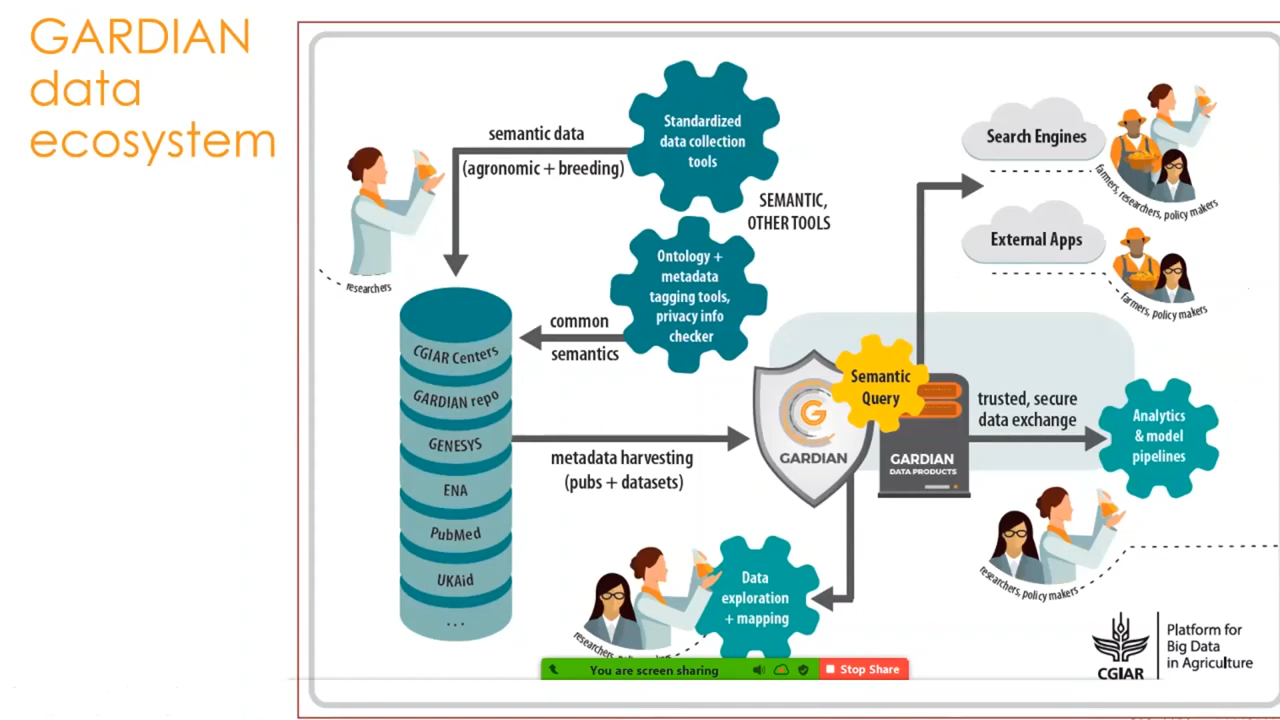 GARDIAN
data
ecosystem
semantic data
(agronomic + breeding)
Standardized
data collection
tools
SEMANTIC,
OTHER TOOLS
researchers
Ontology +
metadata
tagging tools,
privacy info
checker
common
semantics
CGIAR Centers
GARDIAN repo
GENESYS
ENA
PubMed
UKAid
...
metadata harvesting
(pubs + datasets)
G
GARDIAN
Semantic
Query
GARDIAN
DATA PRODUCTS
Search Engines
farmers, researchers, policy makers
External Apps
farmers, policy makers
trusted, secure
data exchange
Analytics
& model
pipelines
researchers, policy makers
Data
exploration
+ mapping
researchers,
You are screen sharing
Stop Share
CGIAR
Platform for
Big Data
in Agriculture